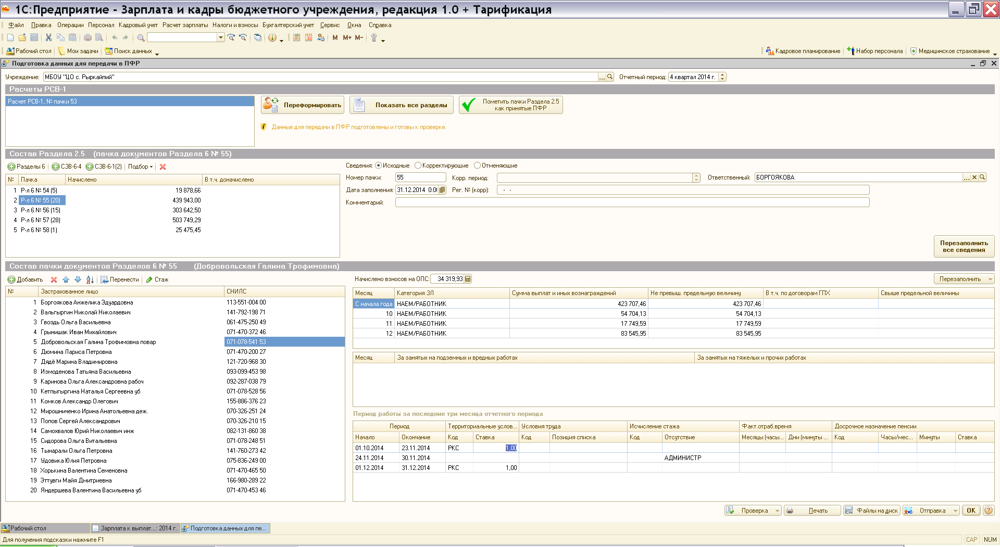 1С:Предприятие - Зарплата и кадры бюджетного учреждения, редакция 1.0 + Тарификация
Файл Правка Операции Персонал Кадровый учет Расчет зарплаты Налоги и взносы Бухгалтерский учет Сервис Окна Справка
M M+ M-
Рабочий стол Мои задачи Поиск данных Кадровое планирование Набор персонала Медицинское страхование
Подготовка данных для передачи в ПФР
Учреждение: МБОУ "ЦО с. Рыркайпий" ... Отчетный период: 4 квартал 2014 г.
Расчеты РСВ-1
Расчет РСВ-1, № пачки 53
Переформировать Показать все разделы Пометить пачки Раздела 2.5
как принятые ПФР
Данные для передачи в ПФР подготовлены и готовы к проверке.
Состав Раздела 2.5 (пачка документов Раздела 6 № 55)
Разделы 6 СЗВ-6-4 СЗВ-6-1(2) Подбор
Сведения: Исходные Корректирующие Отменяющие
№ Пачка Начислено В т.ч. доначислено
1 Р-л 6 № 54 (5) 19 878,66
2 Р-л 6 № 55 (20) 439 943,00
3 Р-л 6 № 56 (15) 303 642,50
4 Р-л 6 № 57 (28) 503 749,29
5 Р-л 6 № 58 (1) 25 475,45
Номер пачки: 55 Корр. период: Ответственный: БОРГОЯКОВА ...
Дата заполнения: 31.12.2014 0:0 Рег. № (корр): - -
Комментарий:
Перезаполнить
все сведения
Состав пачки документов Разделов 6 № 55 (Добровольская Галина Трофимовна)
Добавить Перенести Стаж
№ Застрахованное лицо СНИЛС
1 Боргоякова Анжелика Эдуардовна 113-551-004 00
2 Вальгыргин Николай Николаевич 141-792-198 71
3 Гвоздь Ольга Васильевна 061-475-250 49
4 Грынишак Иван Михайлович 071-470-372 46
5 Добровольская Галина Трофимовна повар 071-078-541 53
6 Дюмина Лариса Петровна 071-470-200 27
7 Дядё Марина Владимировна 121-720-968 30
8 Измоденова Татьяна Васильевна 093-099-453 98
9 Каринова Ольга Александровна рабоч 092-287-038 79
10 Кетпыгыргина Наталья Сергеевна уб 071-078-528 56
11 Комков Александр Олегович 155-886-376 23
12 Мирошниченко Ирина Анатольевна деж. 070-326-251 24
13 Попов Сергей Александрович 070-326-210 15
14 Самохвалов Юрий Николаевич инж 082-131-860 38
15 Сидорова Ольга Витальевна 071-078-248 51
16 Тынарали Ольга Петровна 141-760-273 42
17 Удовика Юлия Петровна 075-836-249 00
18 Хорькина Валентина Семеновна 071-470-465 50
19 Эттувги Майя Дмитриевна 166-980-289 22
20 Яндершева Валентина Васильевна уб 071-470-453 46
Начислено взносов на ОПС: 34 319,93 Перезаполнить
Месяц Категория ЗЛ Сумма выплат и иных вознаграждений Не превыш. предельную величину В т.ч. по договорам ГПХ Свыше предельной величины
С начала года НАЕМ/РАБОТНИК 423 707,46 423 707,46
10 НАЕМ/РАБОТНИК 54 704,13 54 704,13
11 НАЕМ/РАБОТНИК 17 749,59 17 749,59
12 НАЕМ/РАБОТНИК 83 545,95 83 545,95
Месяц За занятых на подземных и вредных работах За занятых на тяжелых и прочих работах
Период работы за последние три месяца отчетного периода
Период Территориальные услов... Условия труда Исчисление стажа Факт.отраб.время Досрочное назначение пенсии
Начало Окончание Код Ставка Код Позиция списка Код Отсутствие Месяцы (часы... Дни (минуты ... Код Часы/мес... Минуты Ставка
01.10.2014 23.11.2014 РКС 1,00
24.11.2014 30.11.2014 АДМИНИСТР
01.12.2014 31.12.2014 РКС 1,00
Проверка Печать Файлы на диск Отправка OK ?
Рабочий стол Зарплата к выплат...: 2014 г. Подготовка данных для пе...
Для получения подсказки нажмите F1 CAP NUM